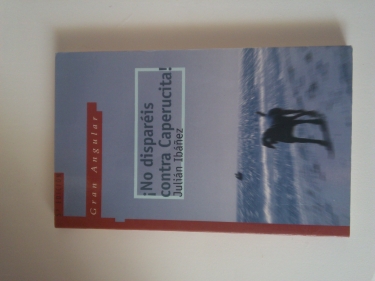 Gran Angular
¡No disparéis
contra Caperucita!
Julián Ibáñez